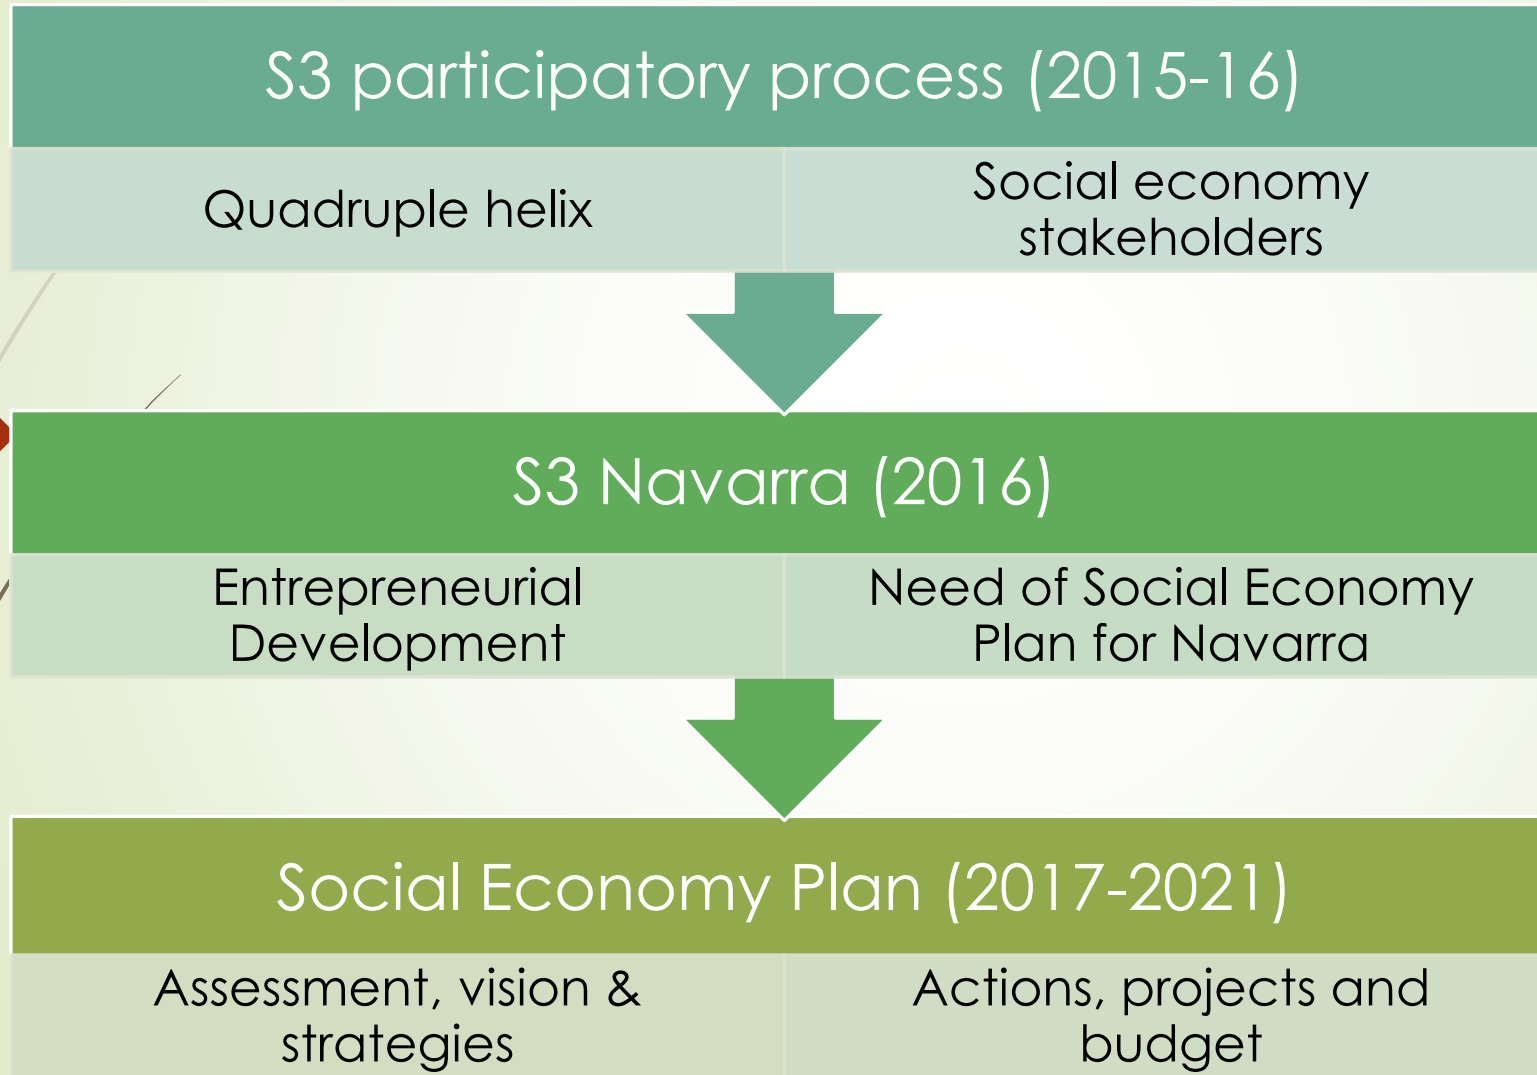 S3 participatory process (2015-16)
Quadruple helix
Social economy
stakeholders
S3 Navarra (2016)
Entrepreneurial
Development
Need of Social Economy
Plan for Navarra
Social Economy Plan (2017-2021)
Assessment, vision &
strategies
Actions, projects and
budget